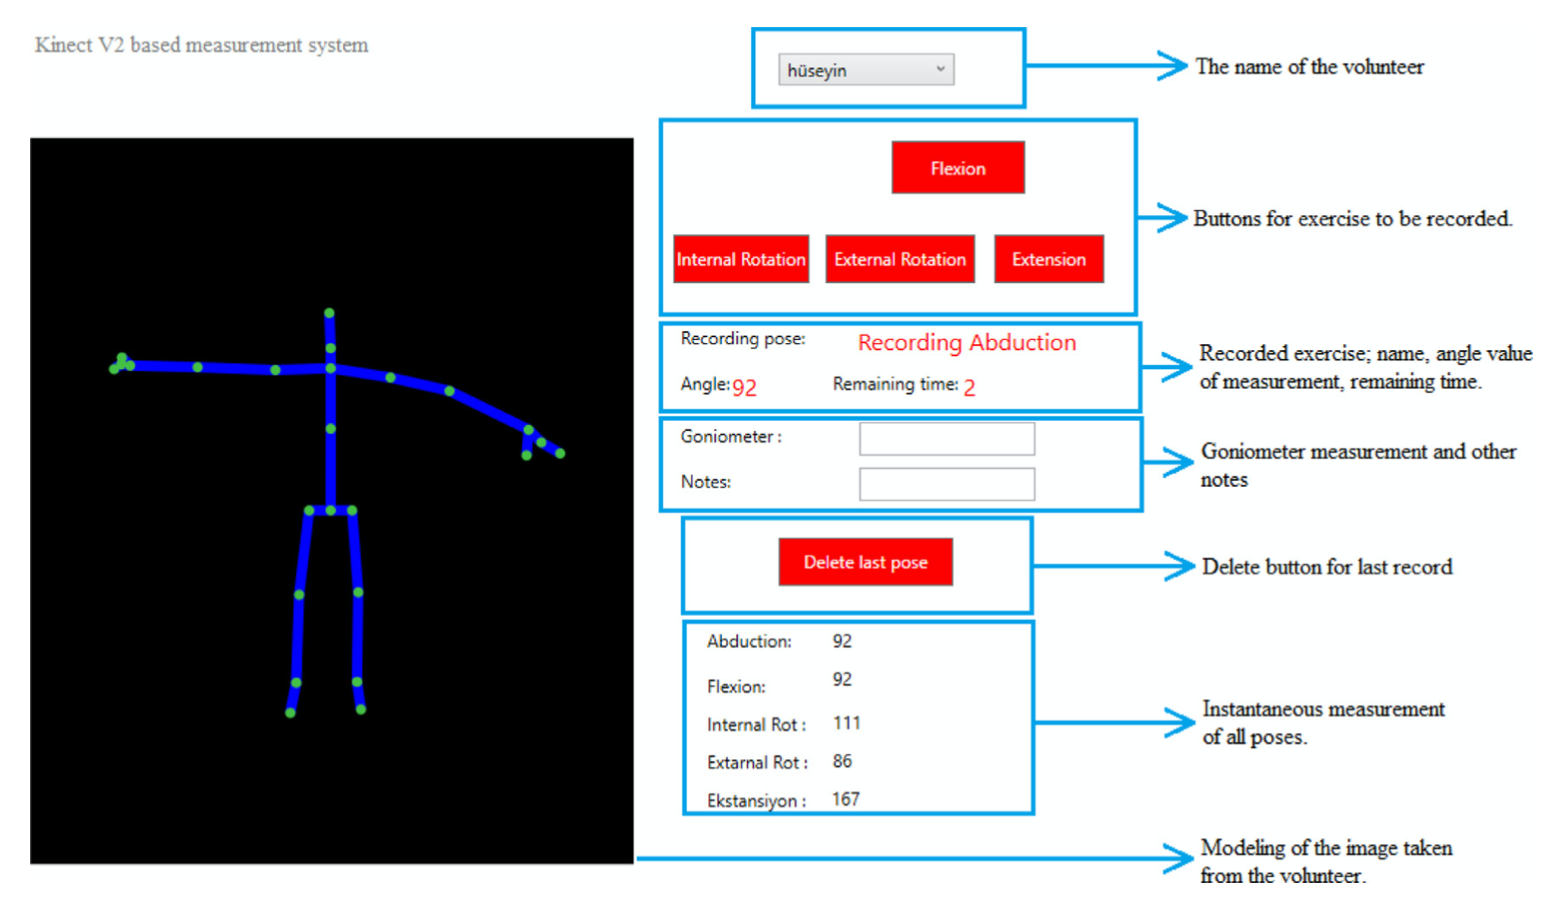 Kinect V2 based measurement system
hüseyin
The name of the volunteer
Flexion
Internal Rotation
External Rotation
Extension
Buttons for exercise to be recorded.
Recording pose:
Recording Abduction
Angle: 92
Remaining time: 2
Recorded exercise; name, angle value
of measurement, remaining time.
Goniometer :
Notes:
Goniometer measurement and other
notes
Delete last pose
Delete button for last record
Abduction: 92
Flexion: 92
Internal Rot : 111
Extarnal Rot : 86
Ekstansiyon : 167
Instantaneous measurement
of all poses.
Modeling of the image taken
from the volunteer.